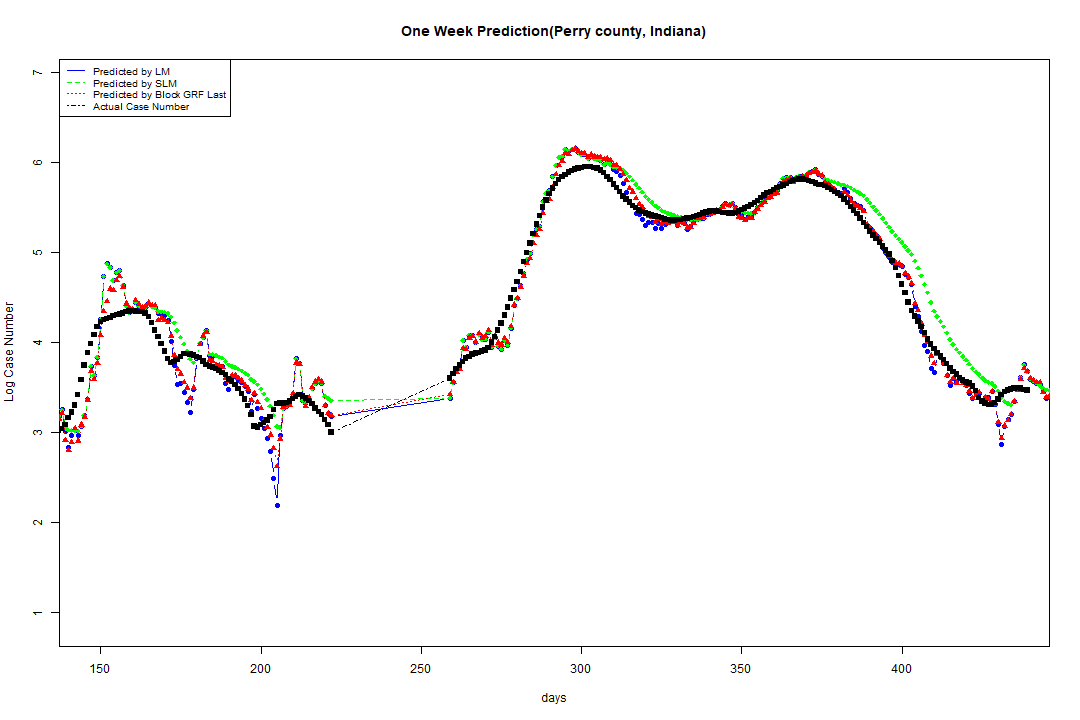 One Week Prediction(Perry county, Indiana)
7
6
5
4
3
2
1
Log Case Number
Predicted by LM
Predicted by SLM
Predicted by Block GRF Last
Actual Case Number
150 200 250 300 350 400
days